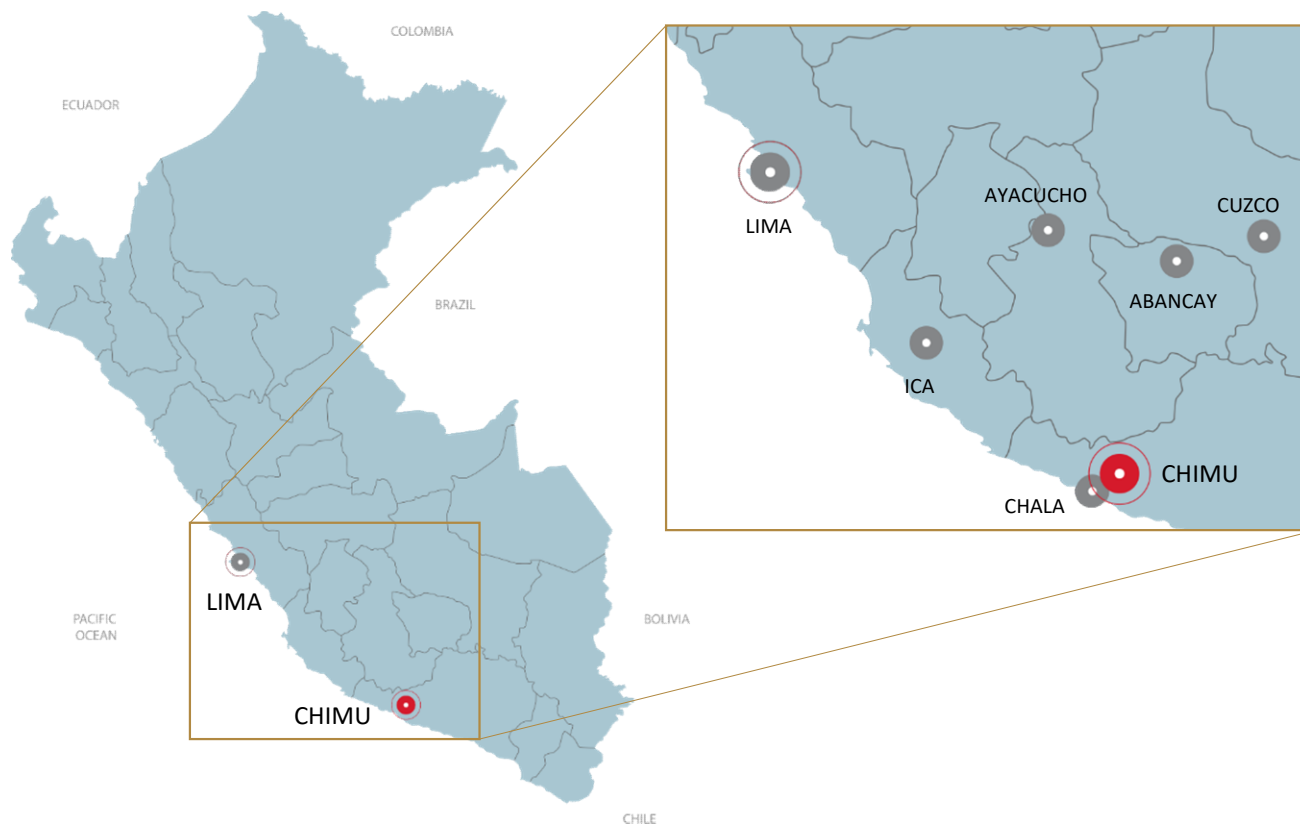 COLOMBIA
ECUADOR
BRAZIL
LIMA
PACIFIC
OCEAN
BOLIVIA
CHIMU
CHILE
LIMA
AYACUCHO
CUZCO
ABANCAY
ICA
CHIMU
CHALA